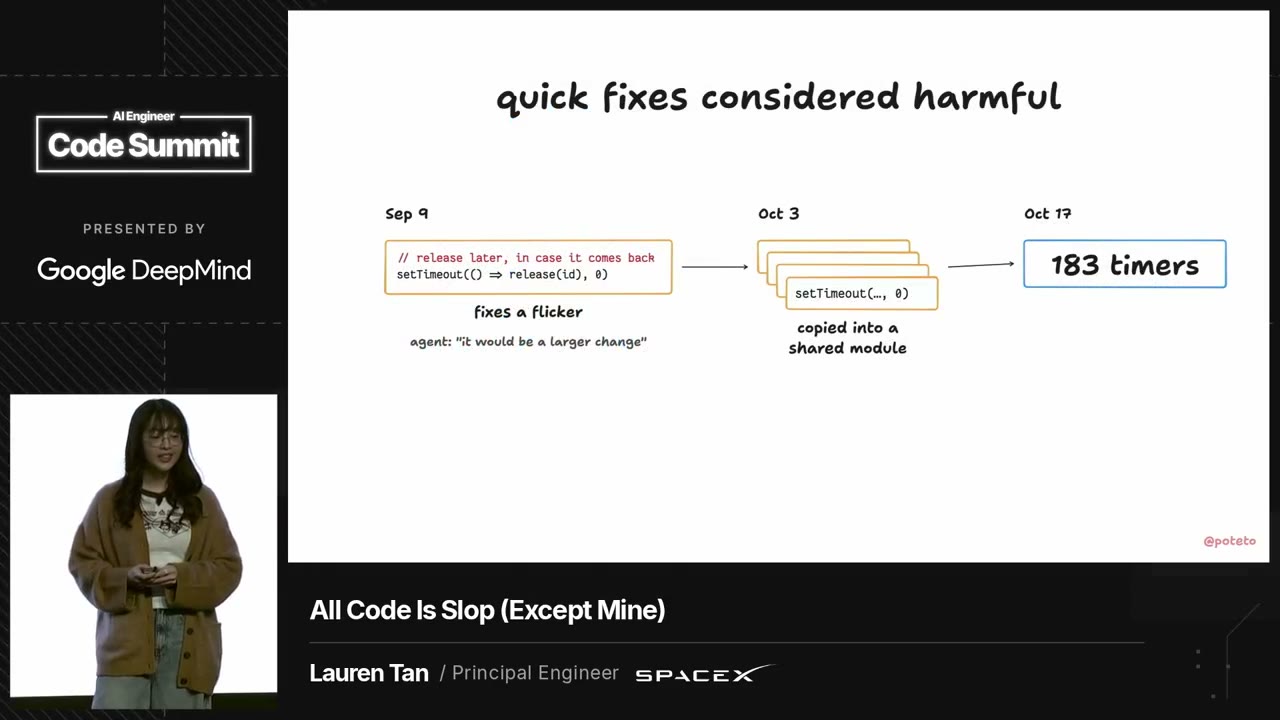 AI Engineer
Code Summit
PRESENTED BY
Google DeepMind
quick fixes considered harmful
Sep 9
// release later, in case it comes back
setTimeout(() => release(id), 0)
fixes a flicker
agent: "it would be a larger change"
Oct 3
setTimeout(…, 0)
copied into a
shared module
Oct 17
183 timers
@poteto
All Code Is Slop (Except Mine)
Lauren Tan / Principal Engineer SPACEX